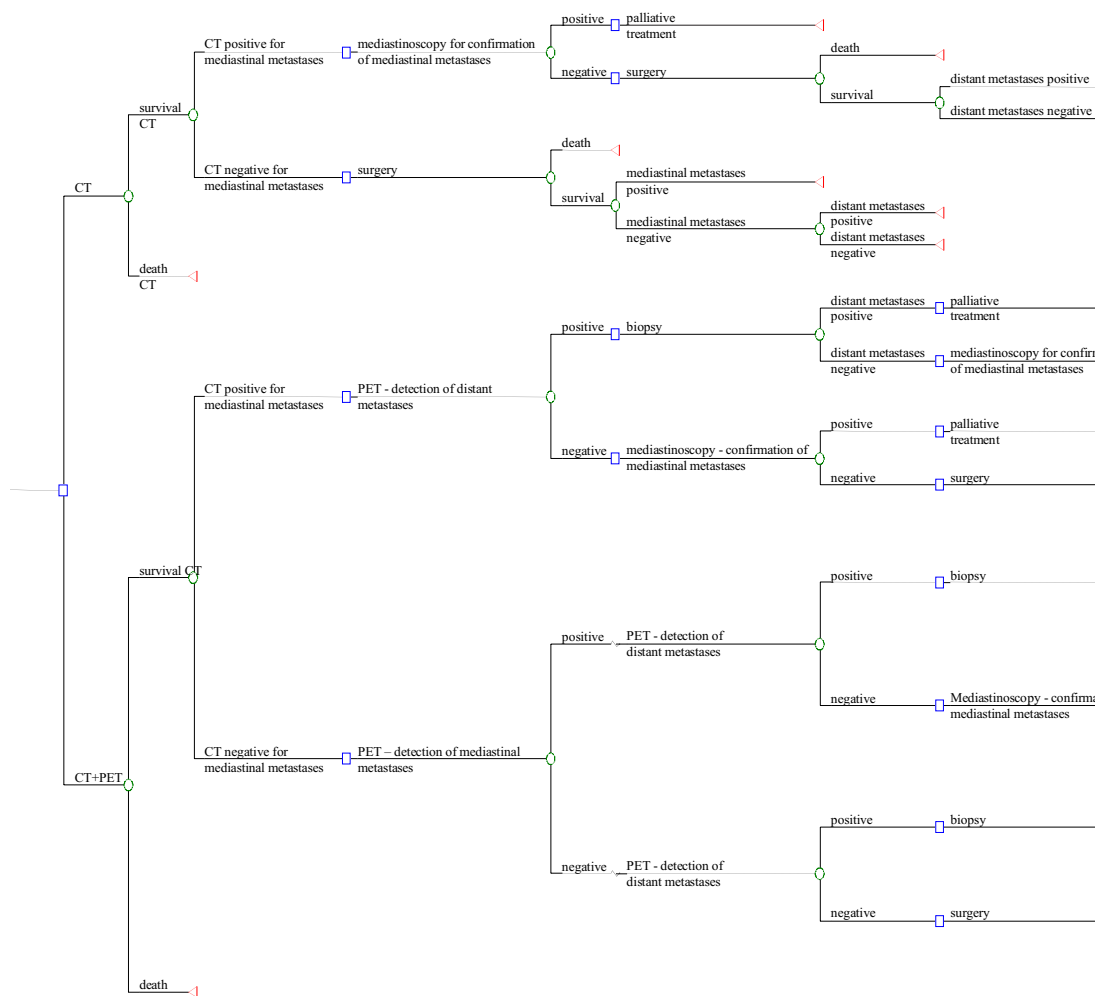 positive
palliative
treatment
CT positive for
mediastinal metastases
mediastinoscopy for confirmation
of mediastinal metastases
death
negative
surgery
distant metastases positive
survival
distant metastases negative
survival
CT
death
CT negative for
mediastinal metastases
surgery
mediastinal metastases
positive
CT
survival
distant metastases
positive
mediastinal metastases
negative
distant metastases
negative
death
CT
distant metastases
positive
palliative
treatment
positive
biopsy
distant metastases
negative
mediastinoscopy for confirm
of mediastinal metastases
CT positive for
mediastinal metastases
PET - detection of distant
metastases
positive
palliative
treatment
negative
mediastinoscopy - confirmation of
mediastinal metastases
negative
surgery
survival CT
positive
biopsy
positive
PET - detection of
distant metastases
negative
Mediastinoscopy - confirma
mediastinal metastases
CT negative for
mediastinal metastases
PET – detection of mediastinal
metastases
CT+PET
positive
biopsy
negative
PET - detection of
distant metastases
negative
surgery
death